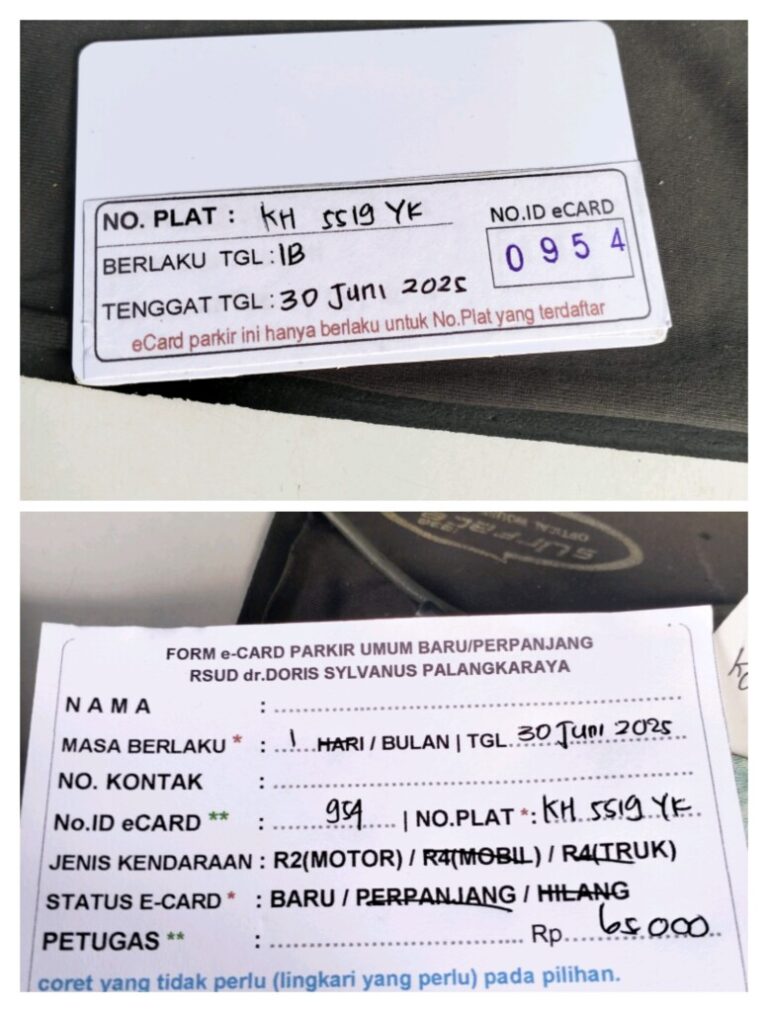 NO. PLAT : KH 5519 YK
NO.ID eCARD
0954
BERLAKU TGL : 1B
TENGGAT TGL : 30 Juni 2025
eCard parkir ini hanya berlaku untuk No.Plat yang terdaftar
FORM e-CARD PARKIR UMUM BARU/PERPANJANG
RSUD dr.DORIS SYLVANUS PALANGKARAYA
N A M A :
MASA BERLAKU * : 1 HARI / BULAN | TGL. 30 Juni 2025
NO. KONTAK :
No.ID eCARD ** : 954 | NO.PLAT *: KH 5519 YK
JENIS KENDARAAN : R2(MOTOR) / R4(MOBIL) / R4(TRUK)
STATUS E-CARD * : BARU / PERPANJANG / HILANG
PETUGAS ** : Rp. 65000
coret yang tidak perlu (lingkari yang perlu) pada pilihan.